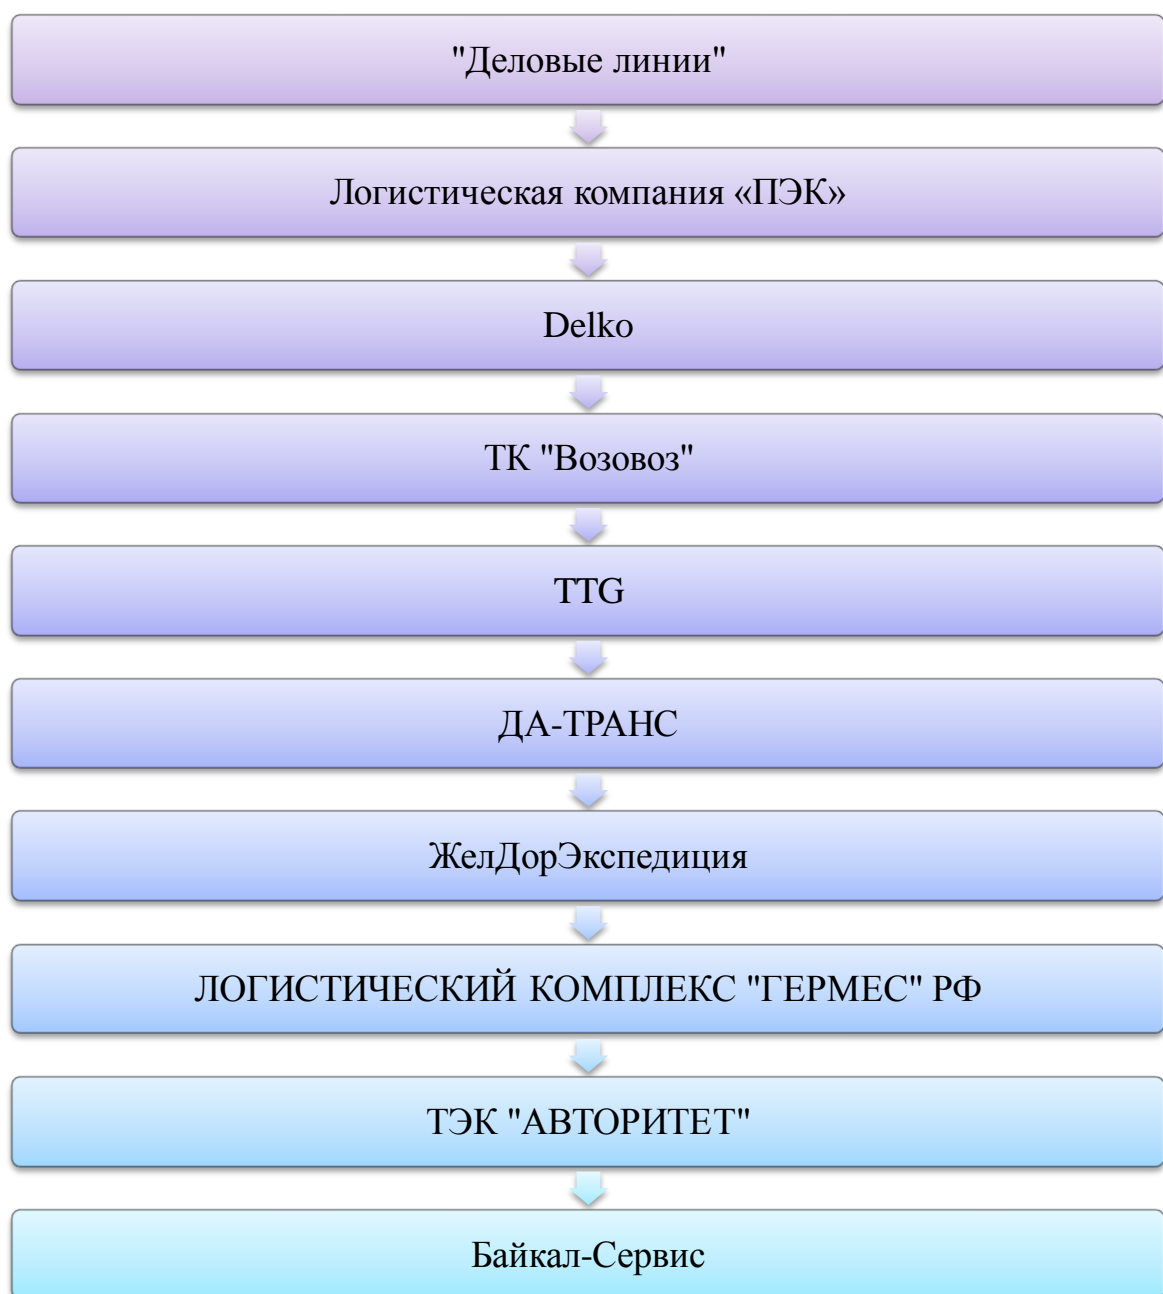 "Деловые линии"
Логистическая компания «ПЭК»
Delko
ТК "Возовоз"
TTG
ДА-ТРАНС
ЖелДорЭкспедиция
ЛОГИСТИЧЕСКИЙ КОМПЛЕКС "ГЕРМЕС" РФ
ТЭК "АВТОРИТЕТ"
Байкал-Сервис